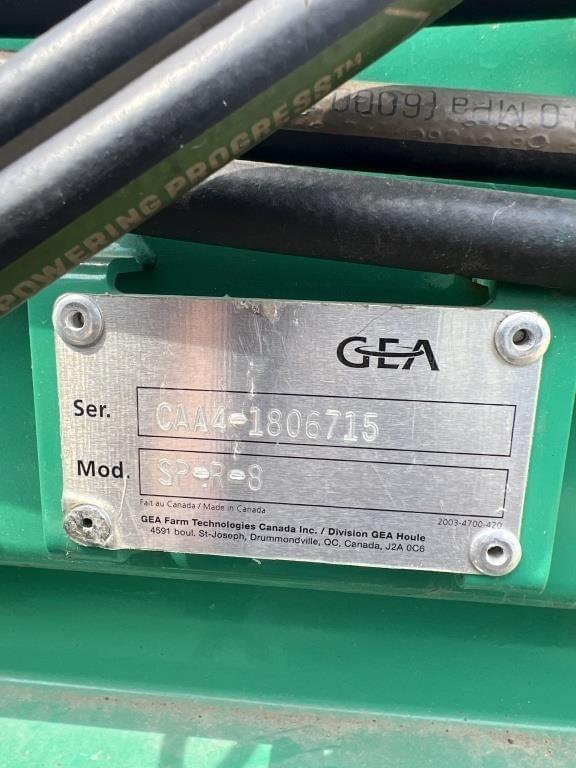 POWERING PROGRESS™
0 MPa (6000
GEA
Ser. CAA4-1806715
Mod. SP-R-8
Fait au Canada / Made in Canada
2003-4700-420
GEA Farm Technologies Canada Inc. / Division GEA Houle
4591 boul. St-Joseph, Drummondville, QC, Canada, J2A 0C6